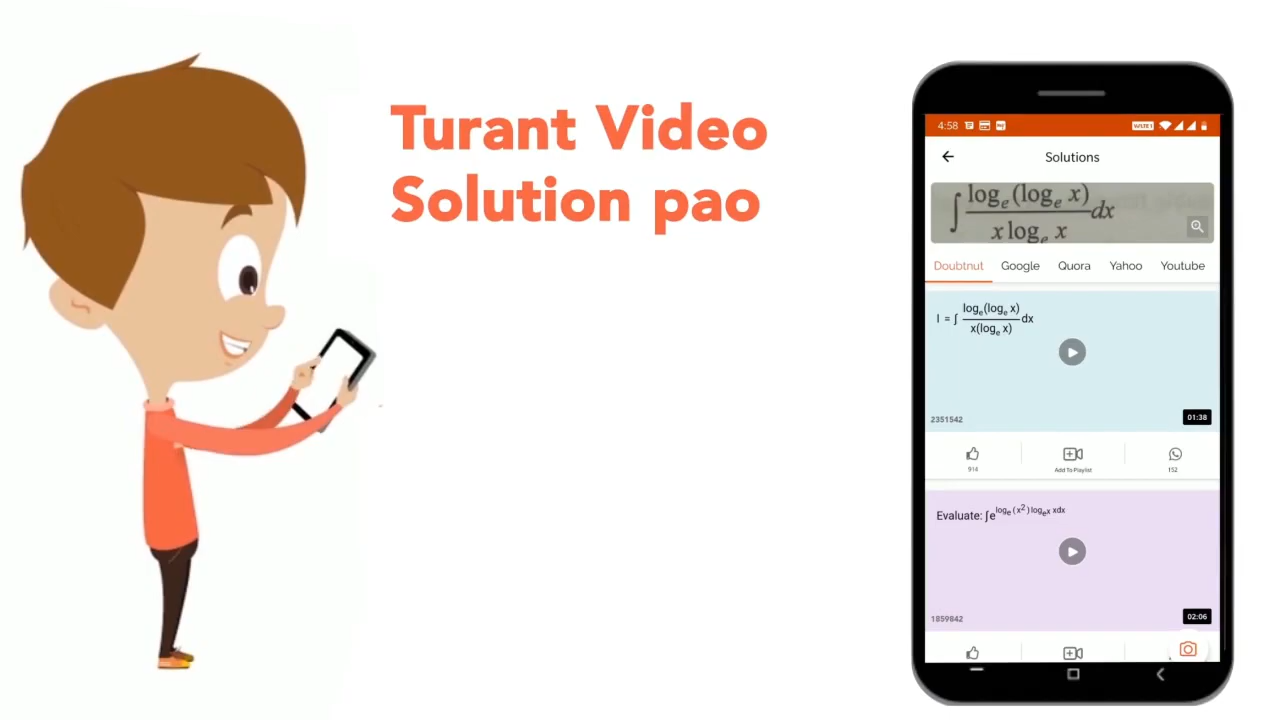 Turant Video
Solution pao
4:58
Solutions
∫ logₑ(logₑ x) / x logₑ x dx
Doubtnut Google Quora Yahoo Youtube
I = ∫ logₑ(logₑ x) / x(logₑ x) dx
2351542 01:38
914 Add To Playlist 152
Evaluate: ∫e^logₑ(x²)logₑx xdx
1859842 02:06